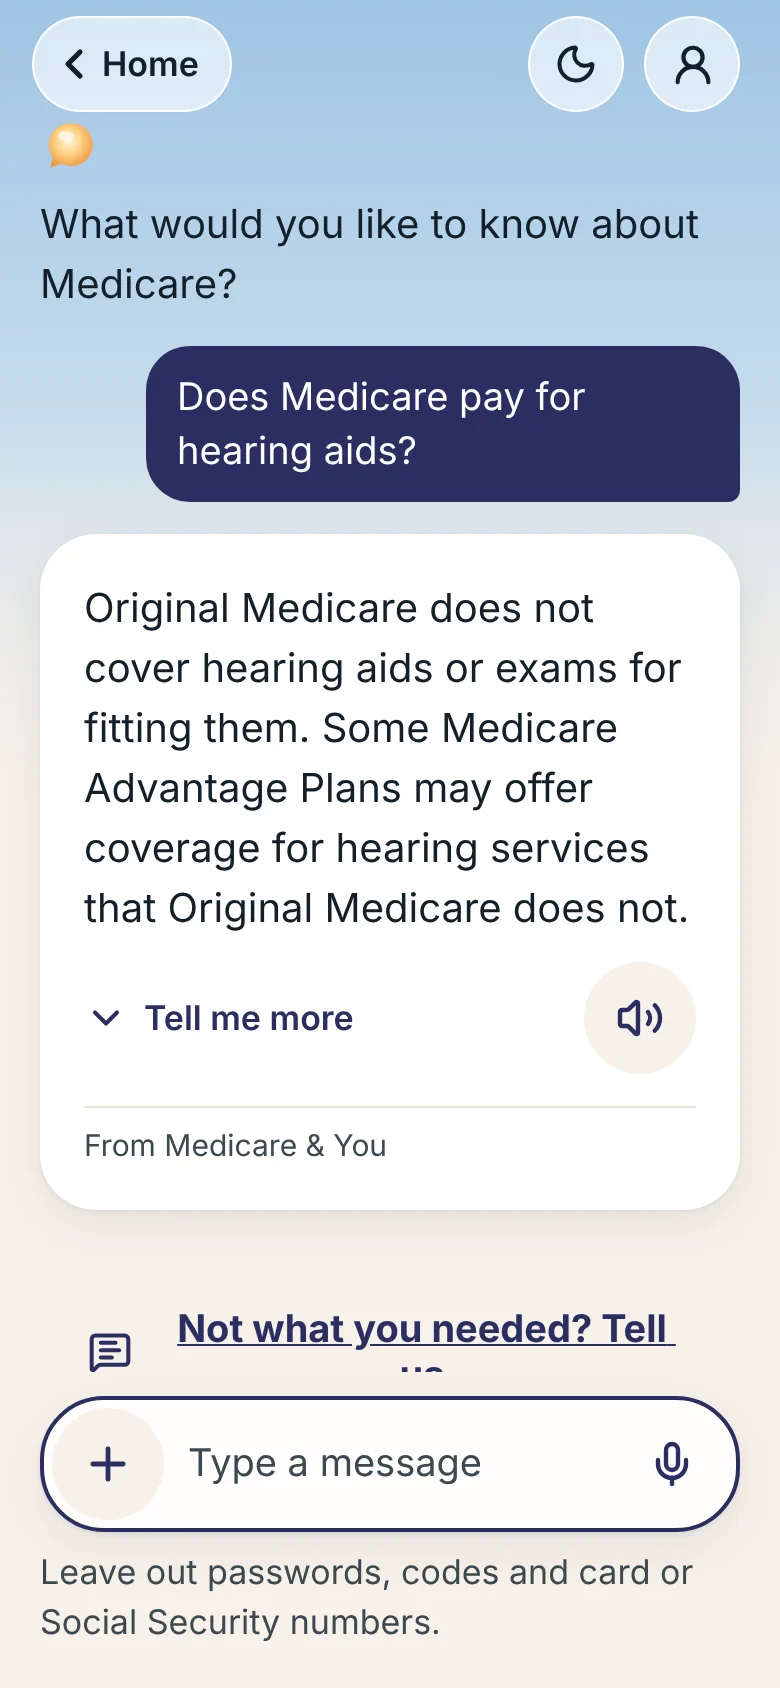 Home
What would you like to know about
Medicare?
Does Medicare pay for
hearing aids?
Original Medicare does not
cover hearing aids or exams for
fitting them. Some Medicare
Advantage Plans may offer
coverage for hearing services
that Original Medicare does not.
Tell me more
From Medicare & You
Not what you needed? Tell
Type a message
Leave out passwords, codes and card or
Social Security numbers.